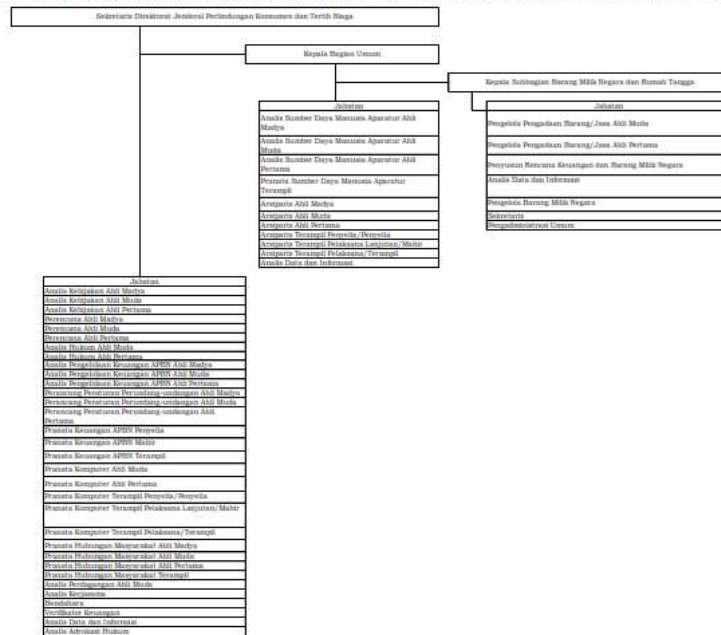 Sekretaris Direktorat Jenderal Perlindungan Konsumen dan Tertib Niaga
Kepala Bagian Umum
Kepala Subbagian Barang Milik Negara dan Rumah Tangga
Jabatan
Analis Sumber Daya Manusia Aparatur Ahli
Madya
Analis Sumber Daya Manusia Aparatur Ahli
Muda
Analis Sumber Daya Manusia Aparatur Ahli
Pertama
Pranata Sumber Daya Manusia Aparatur
Terampil
Arsiparis Ahli Madya
Arsiparis Ahli Muda
Arsiparis Ahli Pertama
Arsiparis Terampil Penyelia/Penyelia
Arsiparis Terampil Pelaksana Lanjutan/Mahir
Arsiparis Terampil Pelaksana/Terampil
Analis Data dan Informasi
Jabatan
Pengelola Pengadaan Barang/Jasa Ahli Muda
Pengelola Pengadaan Barang/Jasa Ahli Pertama
Penyusun Rencana Keuangan dan Barang Milik Negara
Analis Data dan Informasi
Pengelola Barang Milik Negara
Sekretaris
Pengadministrasi Umum
Jabatan
Analis Kebijakan Ahli Madya
Analis Kebijakan Ahli Muda
Analis Kebijakan Ahli Pertama
Perencana Ahli Madya
Perencana Ahli Muda
Perencana Ahli Pertama
Analis Hukum Ahli Muda
Analis Hukum Ahli Pertama
Analis Pengelolaan Keuangan APBN Ahli Madya
Analis Pengelolaan Keuangan APBN Ahli Muda
Analis Pengelolaan Keuangan APBN Ahli Pertama
Perancang Peraturan Perundang-undangan Ahli Madya
Perancang Peraturan Perundang-undangan Ahli Muda
Perancang Peraturan Perundang-undangan Ahli
Pertama
Pranata Keuangan APBN Penyelia
Pranata Keuangan APBN Mahir
Pranata Keuangan APBN Terampil
Pranata Komputer Ahli Muda
Pranata Komputer Ahli Pertama
Pranata Komputer Terampil Penyelia/Penyelia
Pranata Komputer Terampil Pelaksana Lanjutan/Mahir
Pranata Komputer Terampil Pelaksana/Terampil
Pranata Hubungan Masyarakat Ahli Madya
Pranata Hubungan Masyarakat Ahli Muda
Pranata Hubungan Masyarakat Ahli Pertama
Pranata Hubungan Masyarakat Terampil
Analis Perdagangan Ahli Muda
Analis Kerjasama
Bendahara
Verifikator Keuangan
Analis Data dan Informasi
Analis Advokasi Hukum